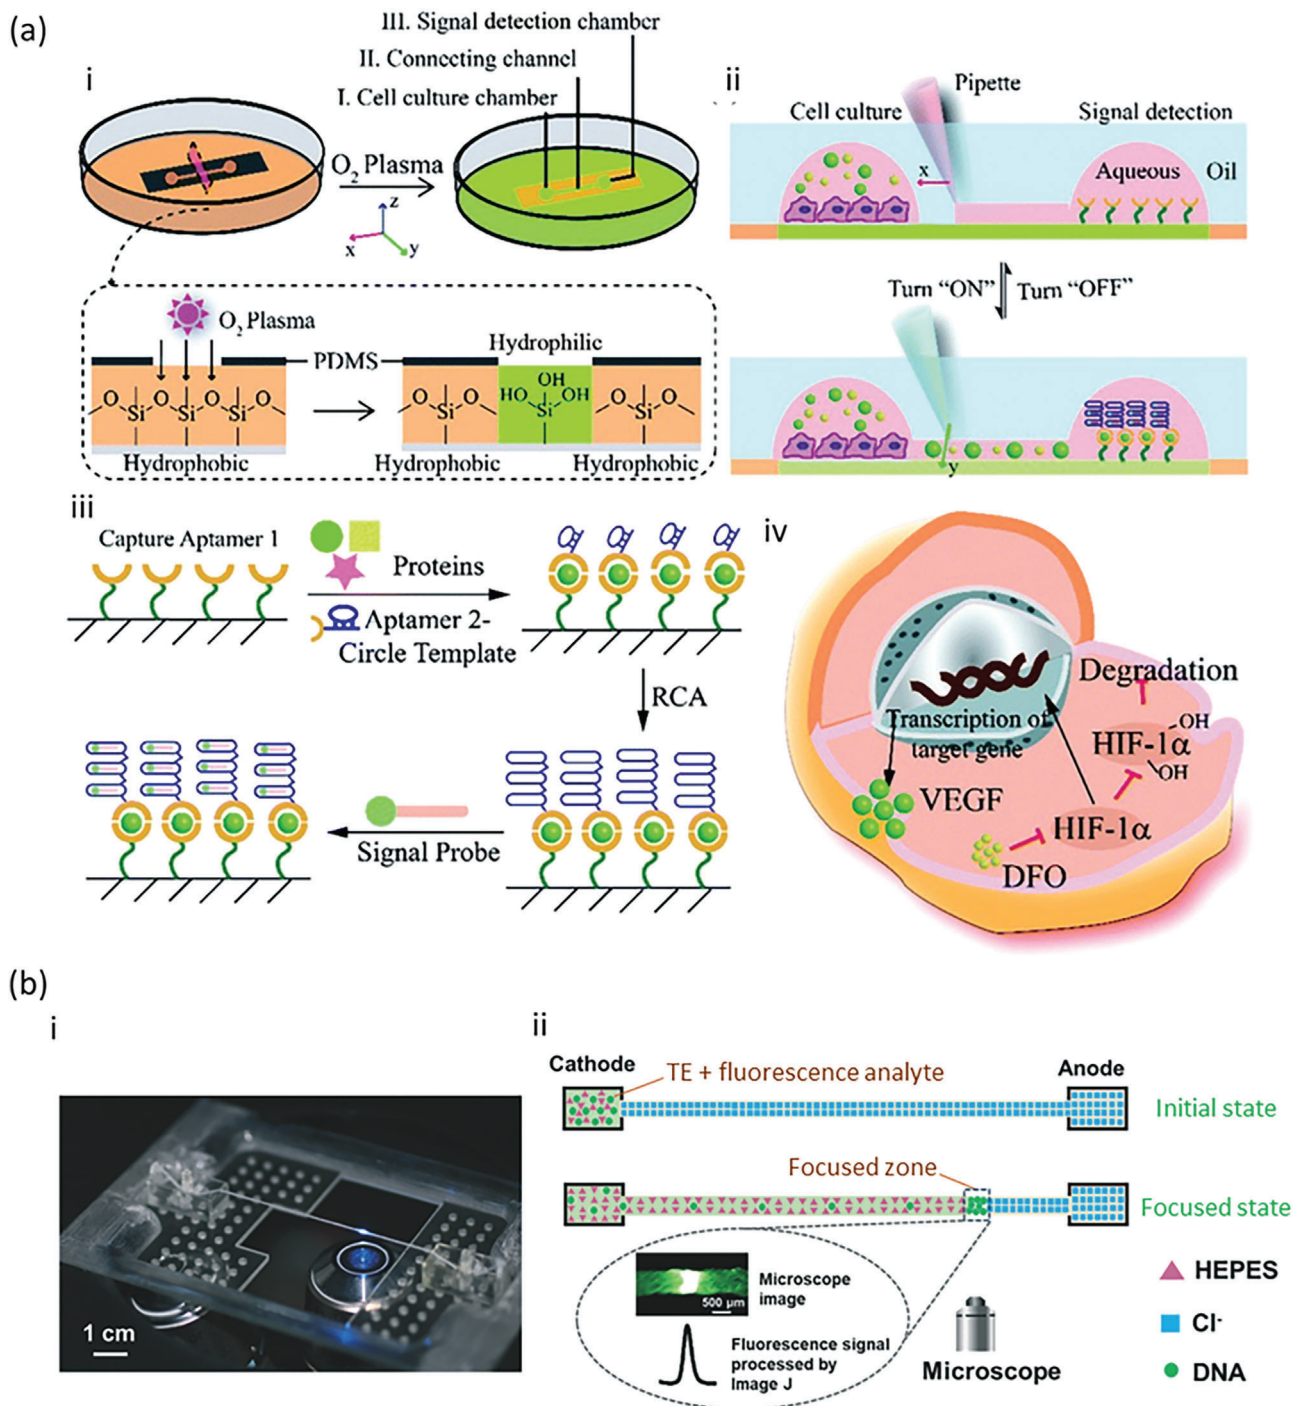 (a)
i
III. Signal detection chamber
II. Connecting channel
I. Cell culture chamber
O₂ Plasma
z
x
y
O₂ Plasma
PDMS
Hydrophilic
O O Si Si Si
O O Si
OH
HO OH
Si
O O Si
Hydrophobic
Hydrophobic
Hydrophobic
ii
Pipette
Cell culture
Signal detection
x
Aqueous
Oil
Turn “ON”
Turn “OFF”
y
iii
Capture Aptamer 1
Proteins
Aptamer 2-
Circle Template
RCA
Signal Probe
iv
Degradation
Transcription of
target gene
OH
HIF-1α
OH
VEGF
HIF-1α
DFO
(b)
i
1 cm
ii
Cathode
Anode
TE + fluorescence analyte
Initial state
Focused zone
Focused state
Microscope
image
500 µm
Fluorescence signal
processed by
Image J
Microscope
HEPES
Cl⁻
DNA